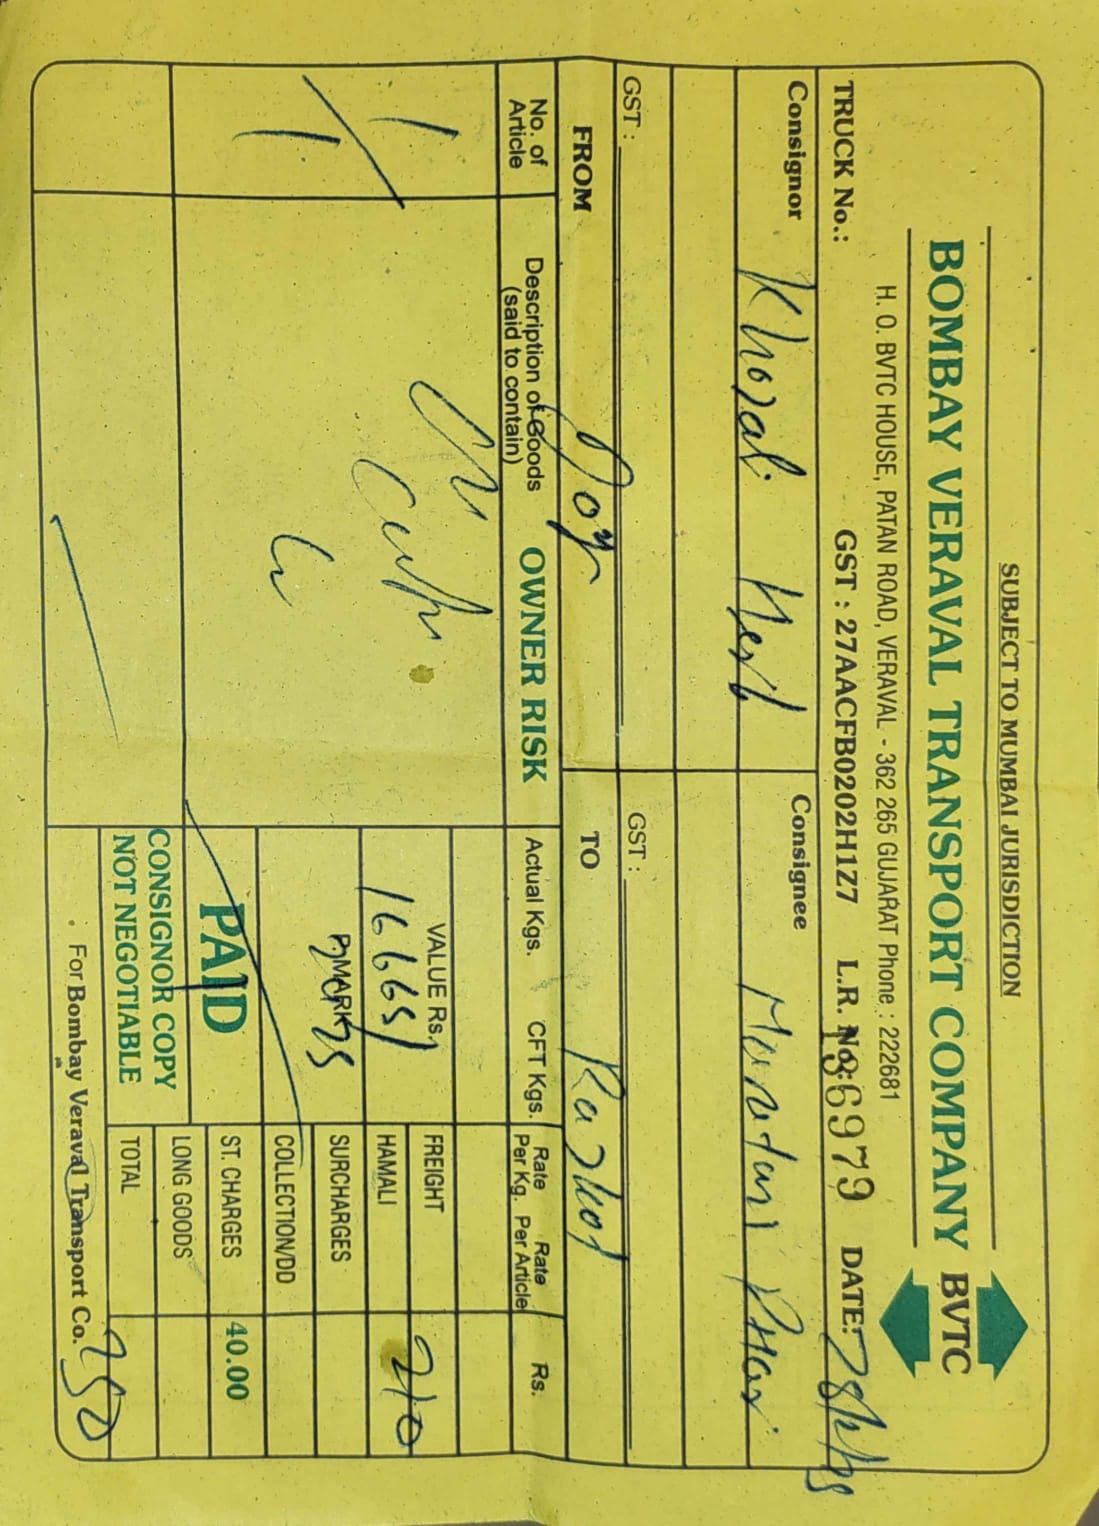 SUBJECT TO MUMBAI JURISDICTION
BOMBAY VERAVAL TRANSPORT COMPANY BVTC
H. O. BVTC HOUSE, PATAN ROAD, VERAVAL - 362 265 GUJARAT Phone : 222681
TRUCK No.: GST : 27AACFB0202H1Z7 L.R. No.: 136979 DATE:
Consignor Consignee
GST : GST :
FROM TO Rajkot
No. of Article Description of Goods (said to contain) OWNER RISK Actual Kgs. CFT Kgs. Rate Per Kg. Rate Per Article Rs.
VALUE Rs. FREIGHT 210
16665/ HAMALI
P. MARK SURCHARGES
COLLECTION/DD
PAID ST. CHARGES 40.00
CONSIGNOR COPY LONG GOODS
NOT NEGOTIABLE TOTAL 250
For Bombay Veraval Transport Co.